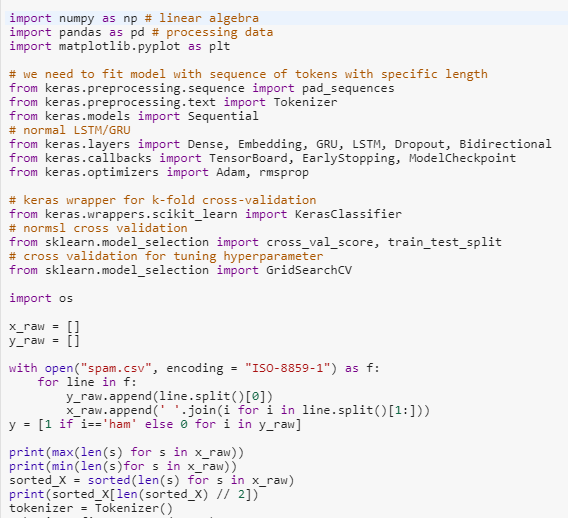 import numpy as np # linear algebra
import pandas as pd # processing data
import matplotlib.pyplot as plt
# we need to fit model with sequence of tokens with specific length
from keras.preprocessing.sequence import pad_sequences
from keras.preprocessing.text import Tokenizer
from keras.models import Sequential
# normal LSTM/GRU
from keras.layers import Dense, Embedding, GRU, LSTM, Dropout, Bidirectional
from keras.callbacks import TensorBoard, EarlyStopping, ModelCheckpoint
from keras.optimizers import Adam, rmsprop
# keras wrapper for k-fold cross-validation
from keras.wrappers.scikit_learn import KerasClassifier
# normsl cross validation
from sklearn.model_selection import cross_val_score, train_test_split
# cross validation for tuning hyperparameter
from sklearn.model_selection import GridSearchCV
import os
x_raw = []
y_raw = []
with open("spam.csv", encoding = "ISO-8859-1") as f:
    for line in f:
        y_raw.append(line.split()[0])
        x_raw.append(' '.join(i for i in line.split()[1:]))
y = [1 if i=='ham' else 0 for i in y_raw]
print(max(len(s) for s in x_raw))
print(min(len(s)for s in x_raw))
sorted_X = sorted(len(s) for s in x_raw)
print(sorted_X[len(sorted_X) // 2])
tokenizer = Tokenizer()